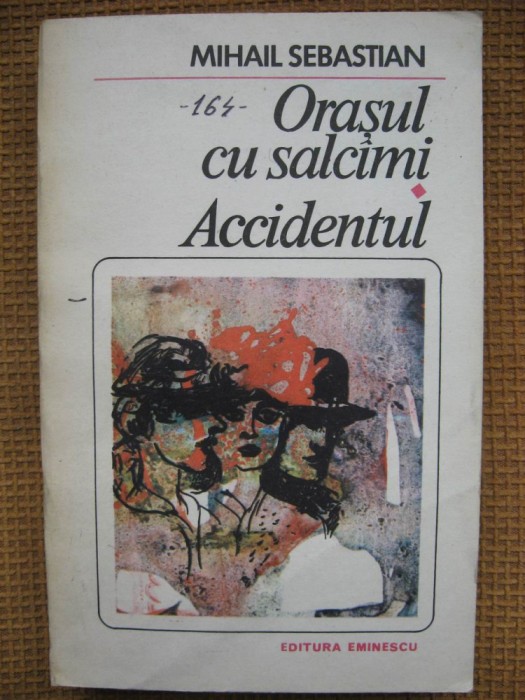 MIHAIL SEBASTIAN
-164-
Orașul
cu salcîmi
Accidentul
EDITURA EMINESCU